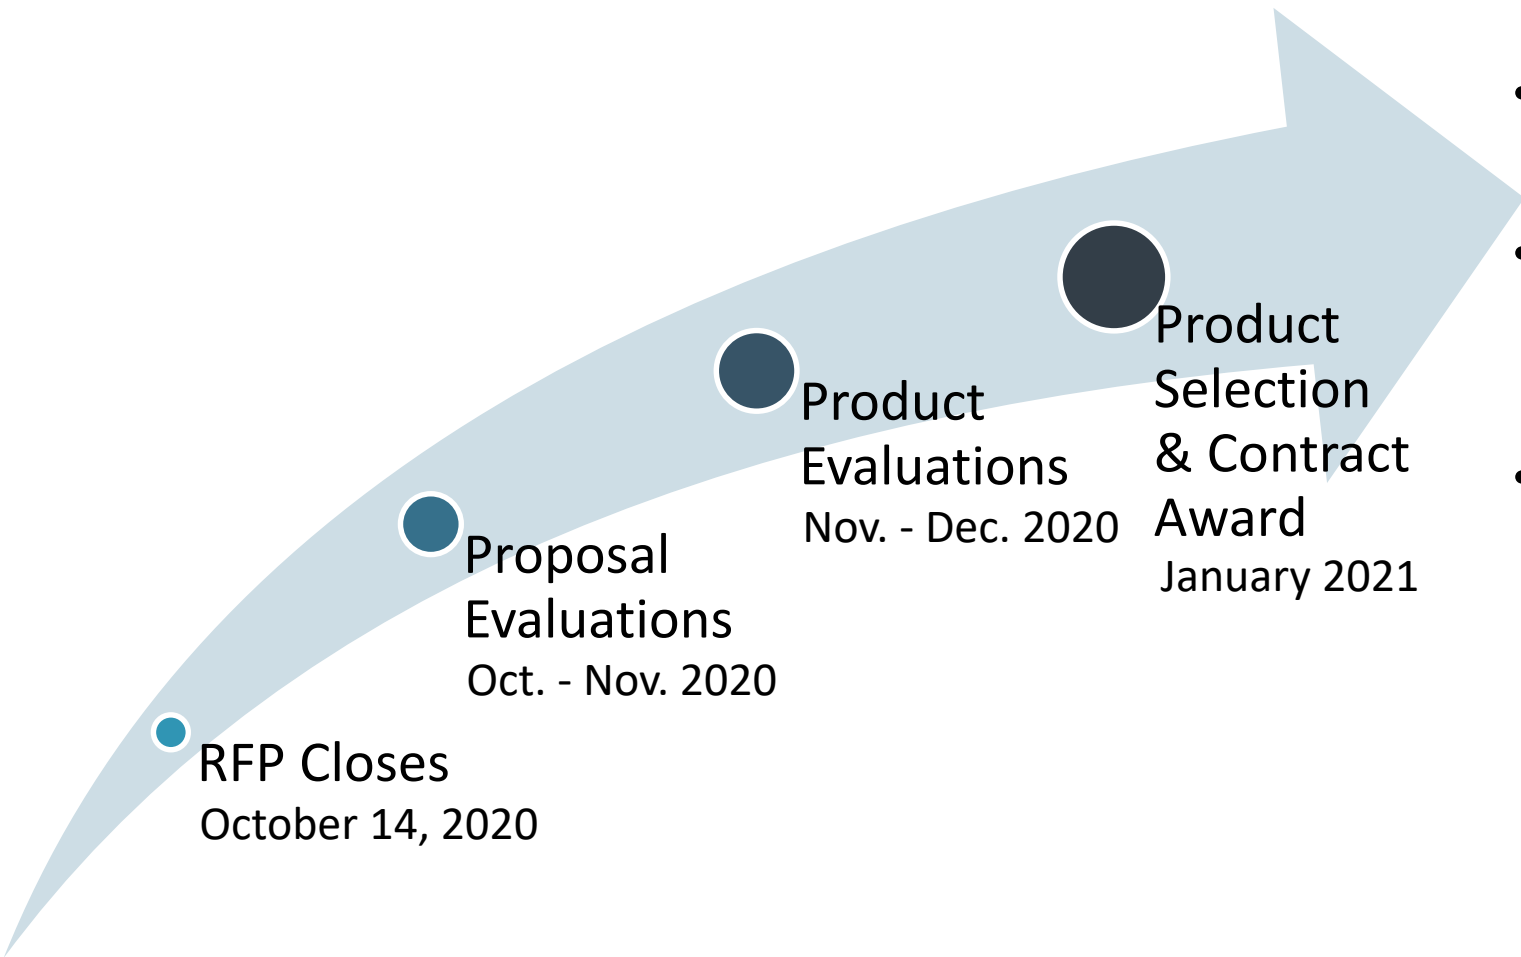 RFP Closes
October 14, 2020
Proposal
Evaluations
Oct. - Nov. 2020
Product
Evaluations
Nov. - Dec. 2020
Product
Selection
& Contract
Award
January 2021